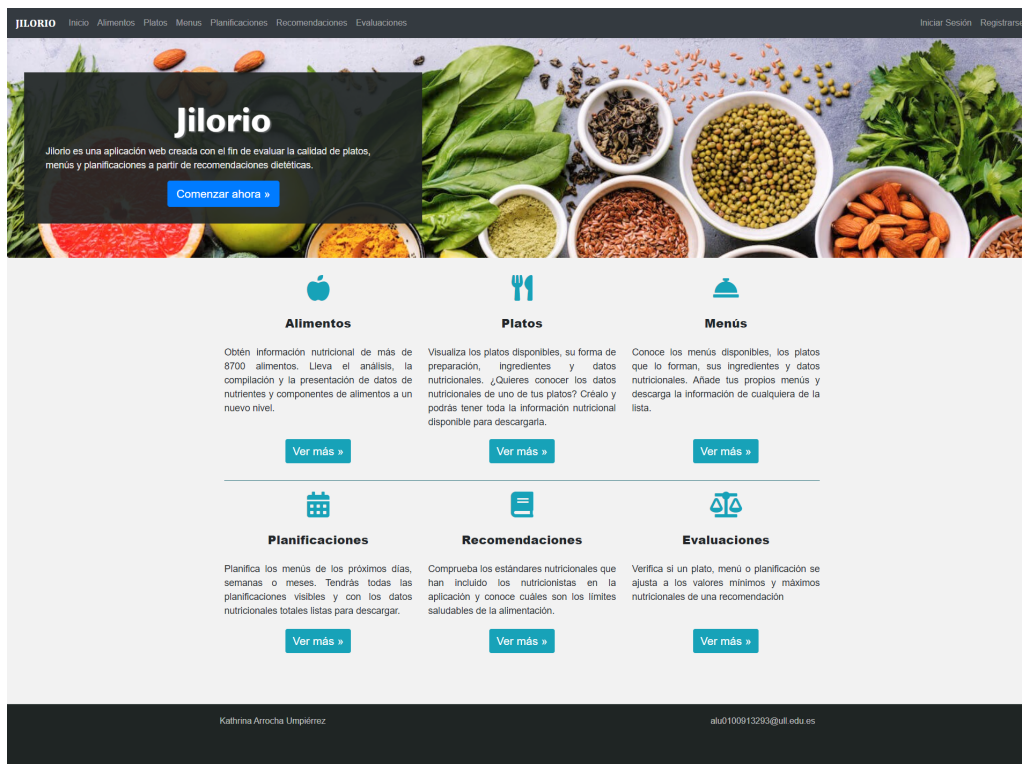 JILORIO Inicio Alimentos Platos Menus Planificaciones Recomendaciones Evaluaciones Iniciar Sesión Registrarse
Jilorio
Jilorio es una aplicación web creada con el fin de evaluar la calidad de platos,
menús y planificaciones a partir de recomendaciones dietéticas.
Comenzar ahora »
Alimentos
Obtén información nutricional de más de
8700 alimentos. Lleva el análisis, la
compilación y la presentación de datos de
nutrientes y componentes de alimentos a un
nuevo nivel.
Ver más »
Platos
Visualiza los platos disponibles, su forma de
preparación, ingredientes y datos
nutricionales. ¿Quieres conocer los datos
nutricionales de uno de tus platos? Créalo y
podrás tener toda la información nutricional
disponible para descargarla.
Ver más »
Menús
Conoce los menús disponibles, los platos
que lo forman, sus ingredientes y datos
nutricionales. Añade tus propios menús y
descarga la información de cualquiera de la
lista.
Ver más »
Planificaciones
Planifica los menús de los próximos días,
semanas o meses. Tendrás todas las
planificaciones visibles y con los datos
nutricionales totales listas para descargar.
Ver más »
Recomendaciones
Comprueba los estándares nutricionales que
han incluido los nutricionistas en la
aplicación y conoce cuáles son los límites
saludables de la alimentación.
Ver más »
Evaluaciones
Verifica si un plato, menú o planificación se
ajusta a los valores mínimos y máximos
nutricionales de una recomendación
Ver más »
Kathrina Arrocha Umpiérrez
alu0100913293@ull.edu.es